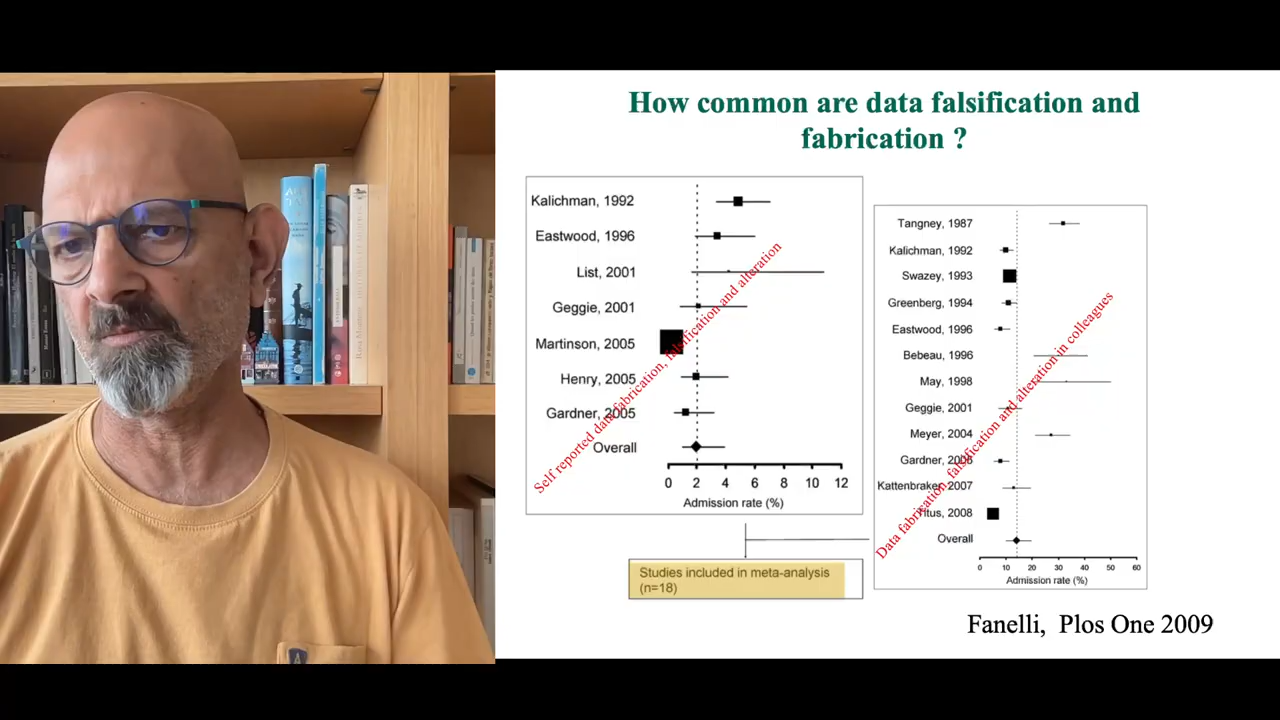 How common are data falsification and
fabrication ?
Kalichman, 1992
Eastwood, 1996
List, 2001
Geggie, 2001
Martinson, 2005
Henry, 2005
Gardner, 2005
Overall
0 2 4 6 8 10 12
Admission rate (%)
Self reported data fabrication, falsification and alteration
Studies included in meta-analysis
(n=18)
Tangney, 1987
Kalichman, 1992
Swazey, 1993
Greenberg, 1994
Eastwood, 1996
Bebeau, 1996
May, 1998
Geggie, 2001
Meyer, 2004
Gardner, 2005
Kattenbraker, 2007
Titus, 2008
Overall
0 10 20 30 40 50 60
Admission rate (%)
Data fabrication, falsification and alteration in colleagues
Fanelli, Plos One 2009